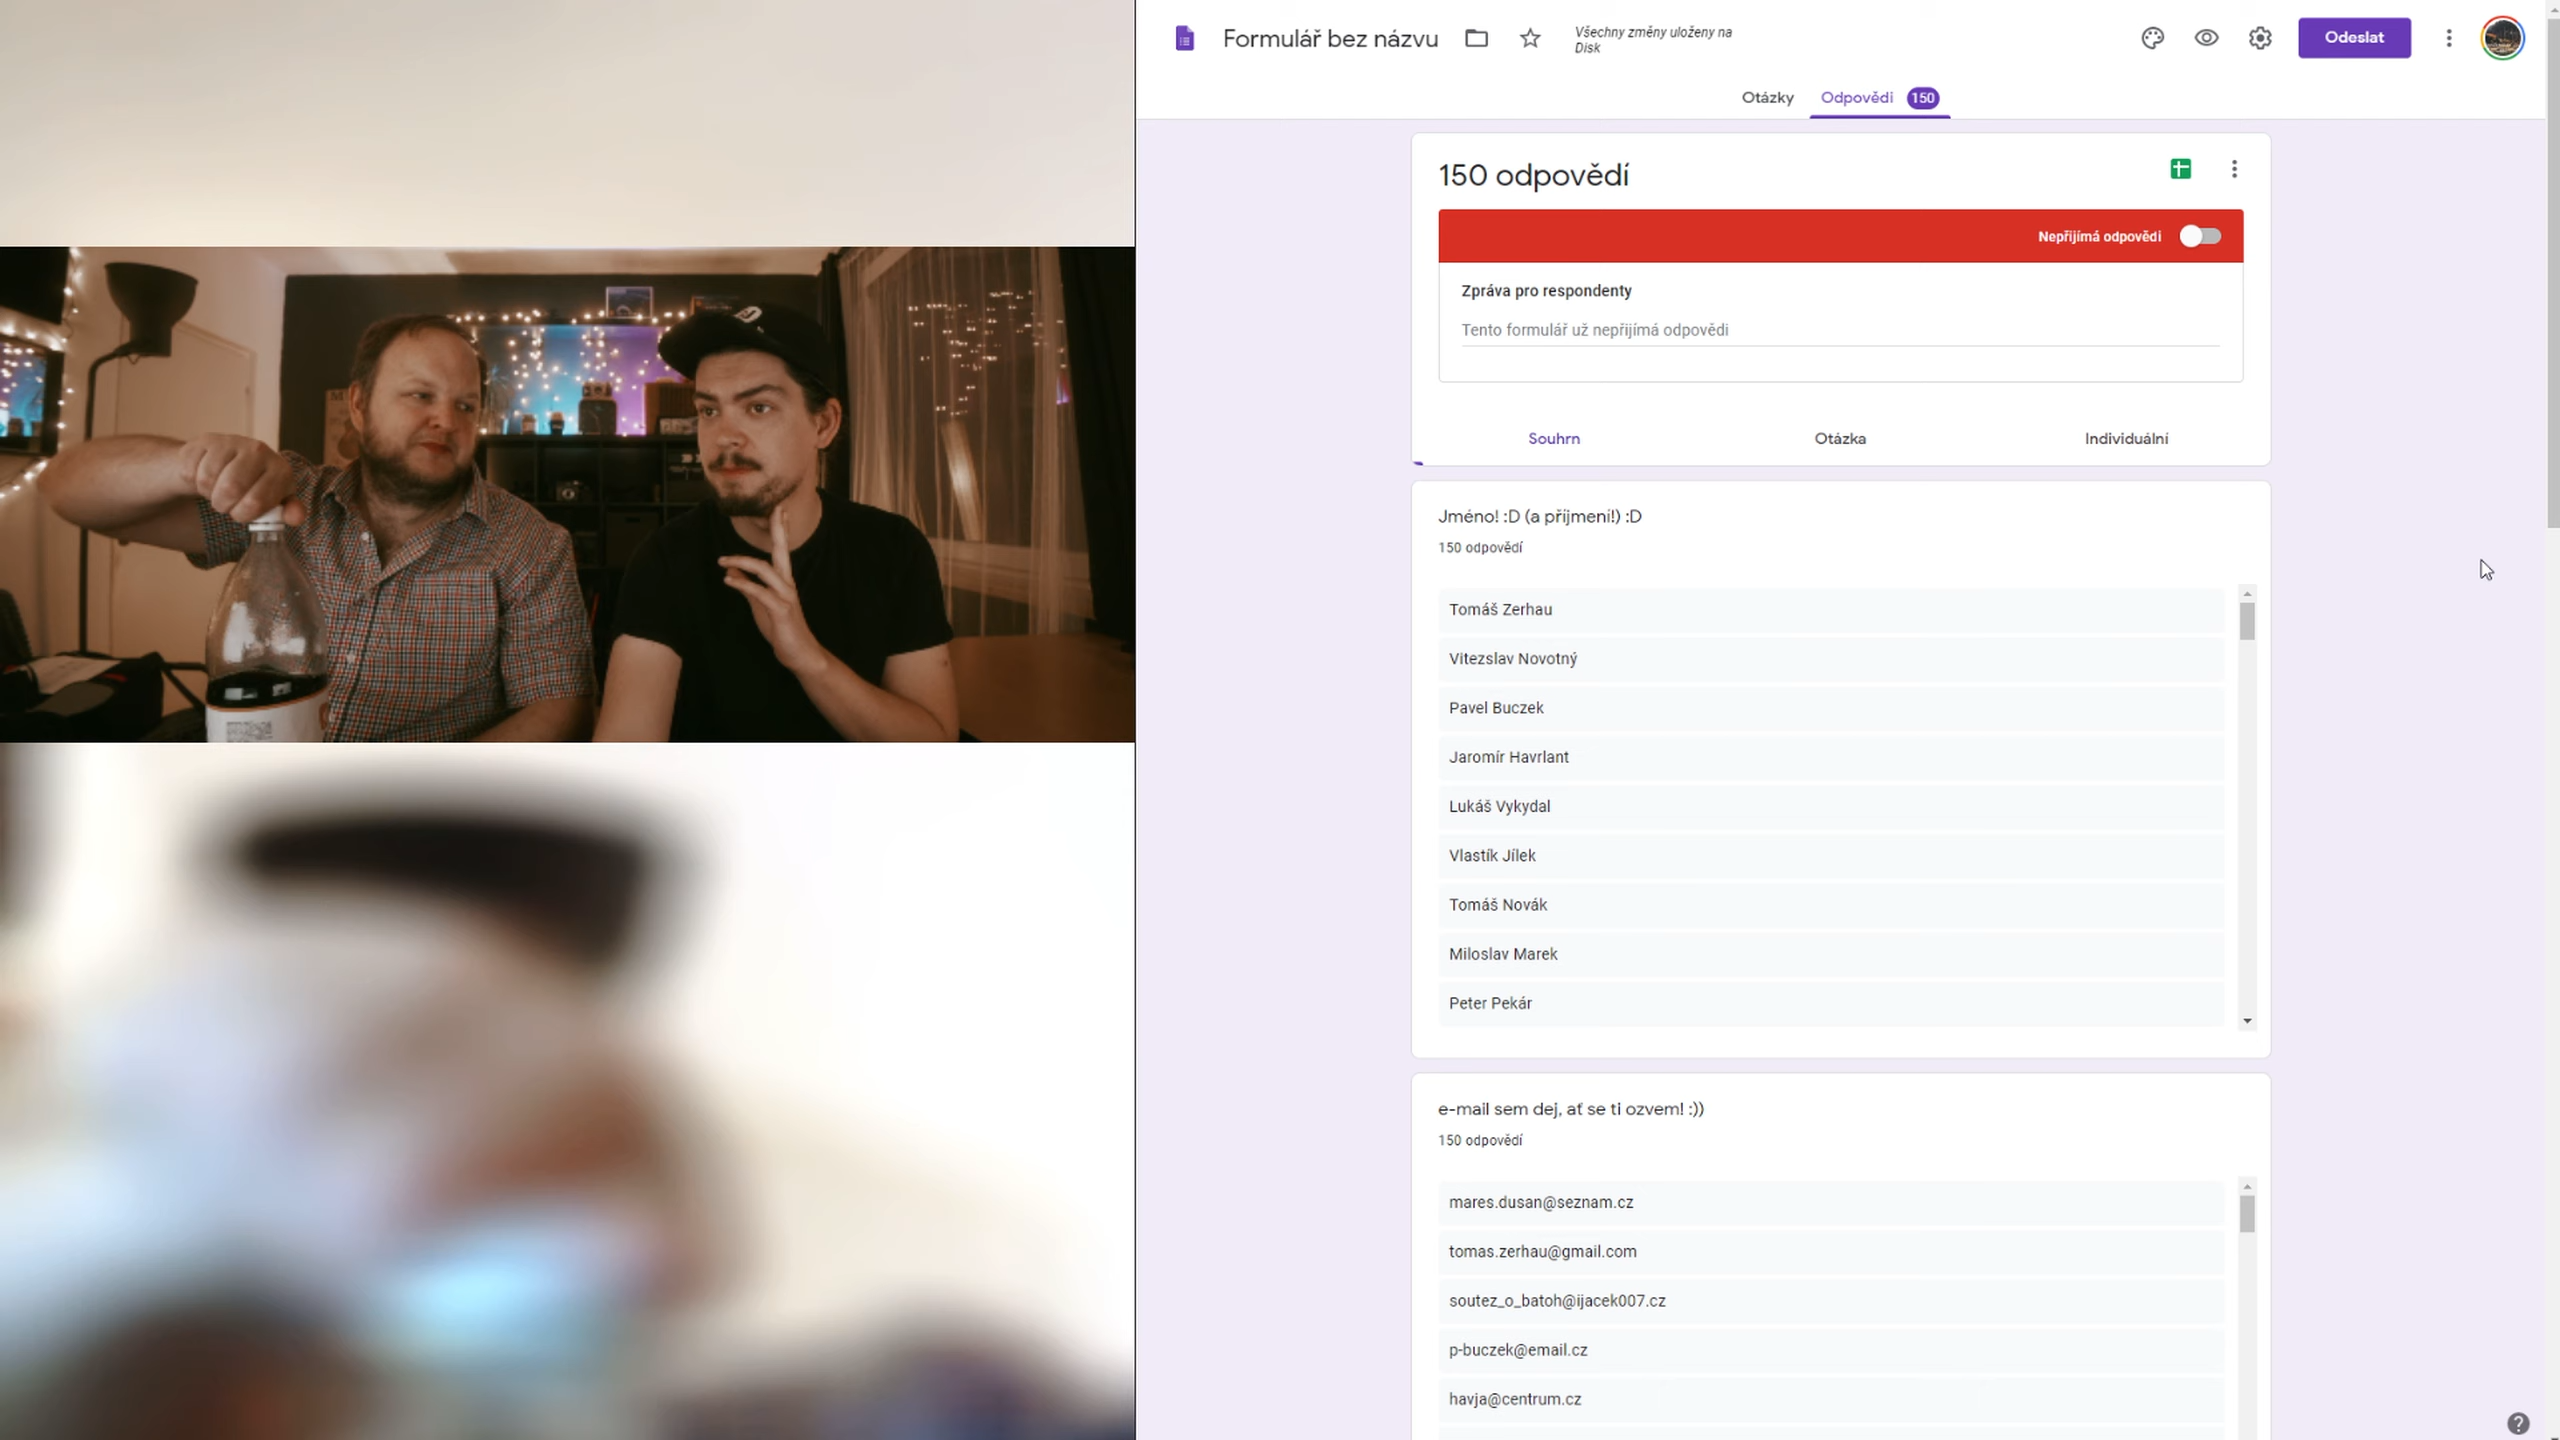 Formulář bez názvu
Všechny změny uloženy na
Disk
Odeslat
Otázky
Odpovědi 150
150 odpovědí
Nepřijímá odpovědi
Zpráva pro respondenty
Tento formulář už nepřijímá odpovědi
Souhrn
Otázka
Individuální
Jméno! :D (a příjmení!) :D
150 odpovědí
Tomáš Zerhau
Vitezslav Novotný
Pavel Buczek
Jaromír Havrlant
Lukáš Vykydal
Vlastík Jílek
Tomáš Novák
Miloslav Marek
Peter Pekár
e-mail sem dej, ať se ti ozvem! :))
150 odpovědí
mares.dusan@seznam.cz
tomas.zerhau@gmail.com
soutez_o_batoh@ijacek007.cz
p-buczek@email.cz
havja@centrum.cz